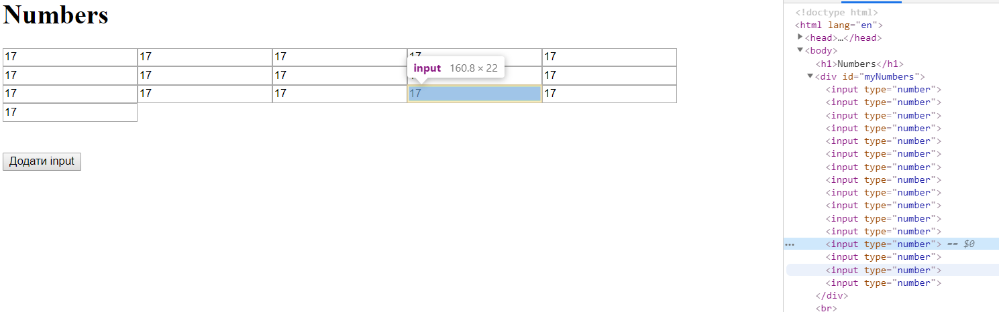 Numbers
17 17 17 17 17
17 17 17 17
17 17 17 17 17
17
input 160.8 × 22
Додати input
<!doctype html>
<html lang="en">
<head>…</head>
<body>
<h1>Numbers</h1>
<div id="myNumbers">
<input type="number">
<input type="number">
<input type="number">
<input type="number">
<input type="number">
<input type="number">
<input type="number">
<input type="number">
<input type="number">
<input type="number">
<input type="number">
<input type="number">
… <input type="number"> == $0
<input type="number">
<input type="number">
<input type="number">
</div>
<br>